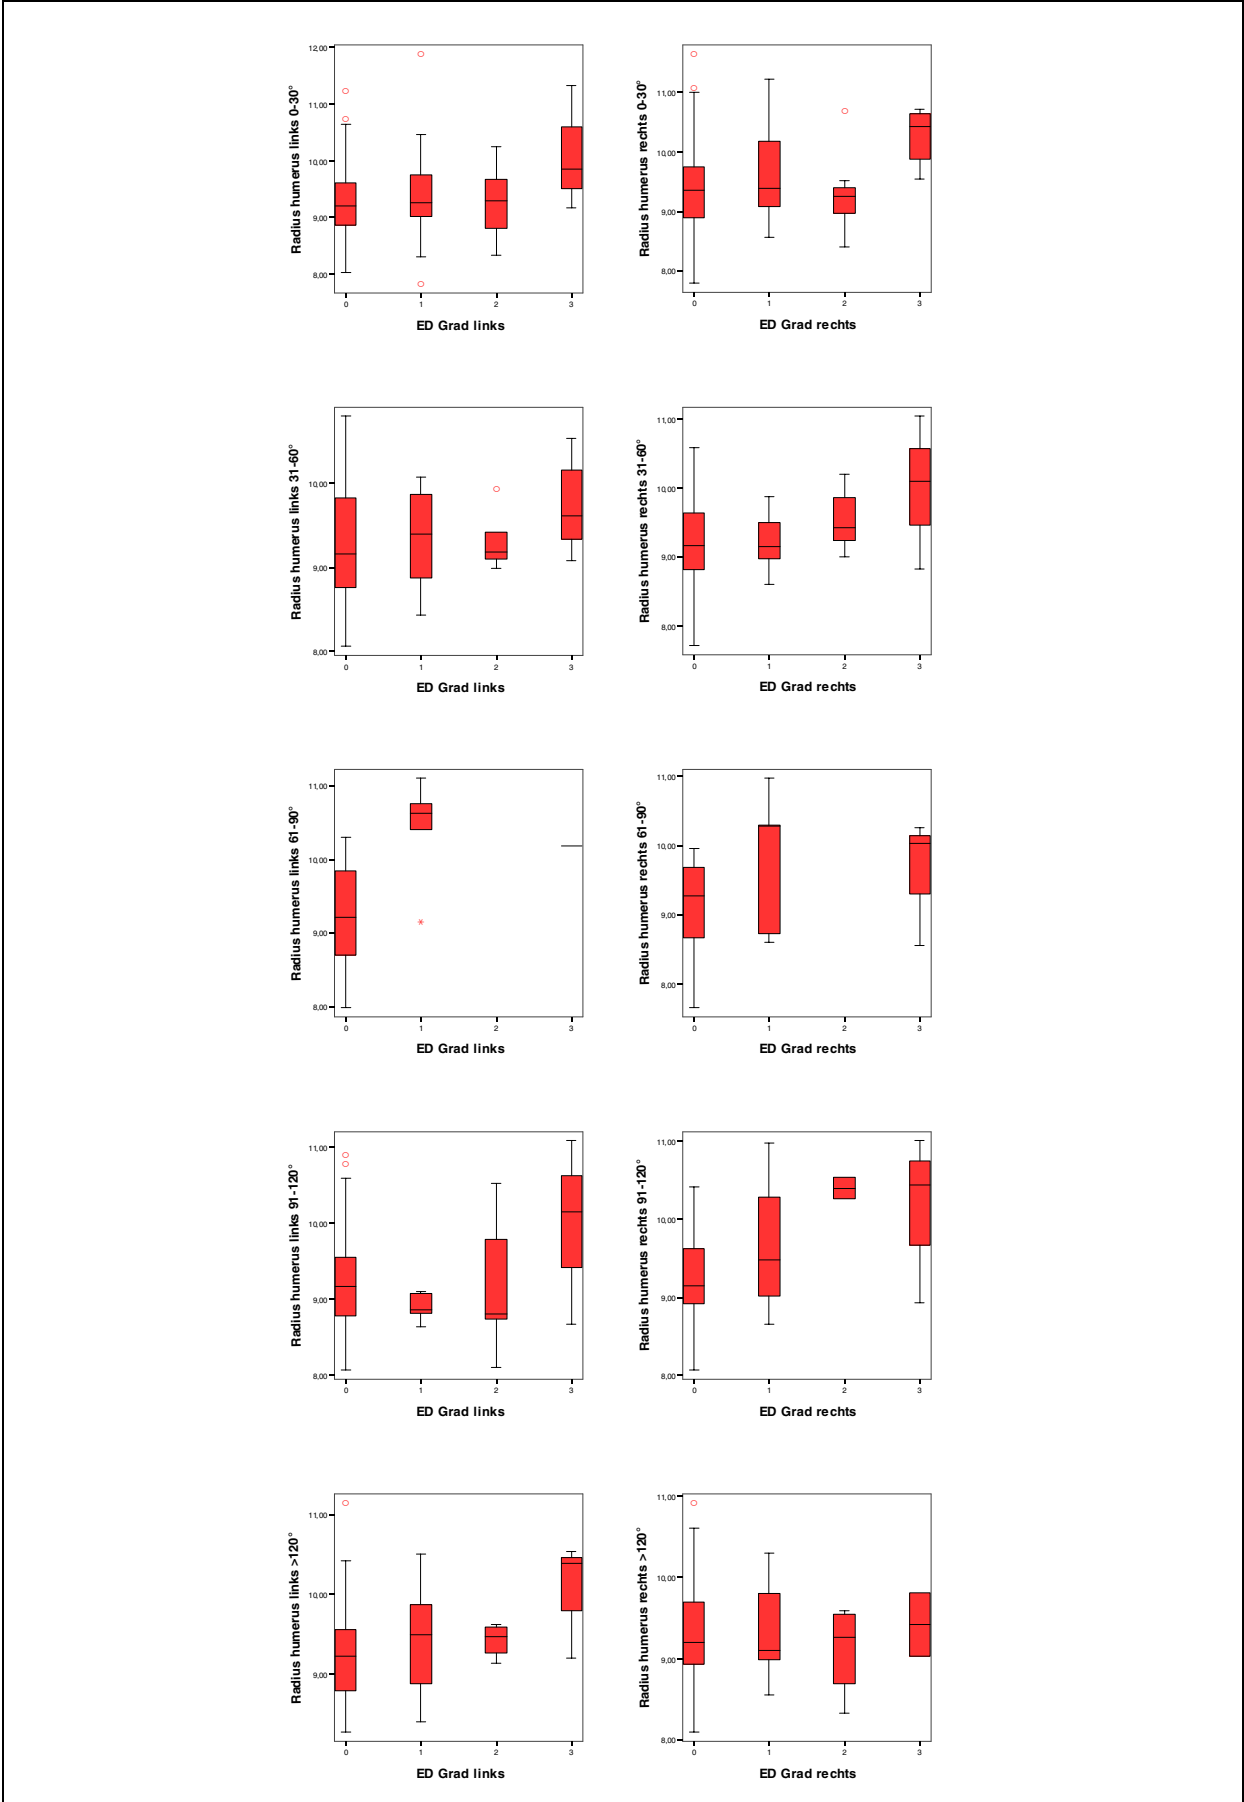 Radius humerus links 0-30°
12,00
11,00
10,00
9,00
8,00
0 1 2 3
ED Grad links
Radius humerus rechts 0-30°
11,00
10,00
9,00
8,00
0 1 2 3
ED Grad rechts
Radius humerus links 31-60°
10,00
9,00
8,00
0 1 2 3
ED Grad links
Radius humerus rechts 31-60°
11,00
10,00
9,00
8,00
0 1 2 3
ED Grad rechts
Radius humerus links 61-90°
11,00
10,00
9,00
8,00
0 1 2 3
ED Grad links
Radius humerus rechts 61-90°
11,00
10,00
9,00
8,00
0 1 2 3
ED Grad rechts
Radius humerus links 91-120°
11,00
10,00
9,00
8,00
0 1 2 3
ED Grad links
Radius humerus rechts 91-120°
11,00
10,00
9,00
8,00
0 1 2 3
ED Grad rechts
Radius humerus links >120°
11,00
10,00
9,00
0 1 2 3
ED Grad links
Radius humerus rechts >120°
11,00
10,00
9,00
8,00
0 1 2 3
ED Grad rechts